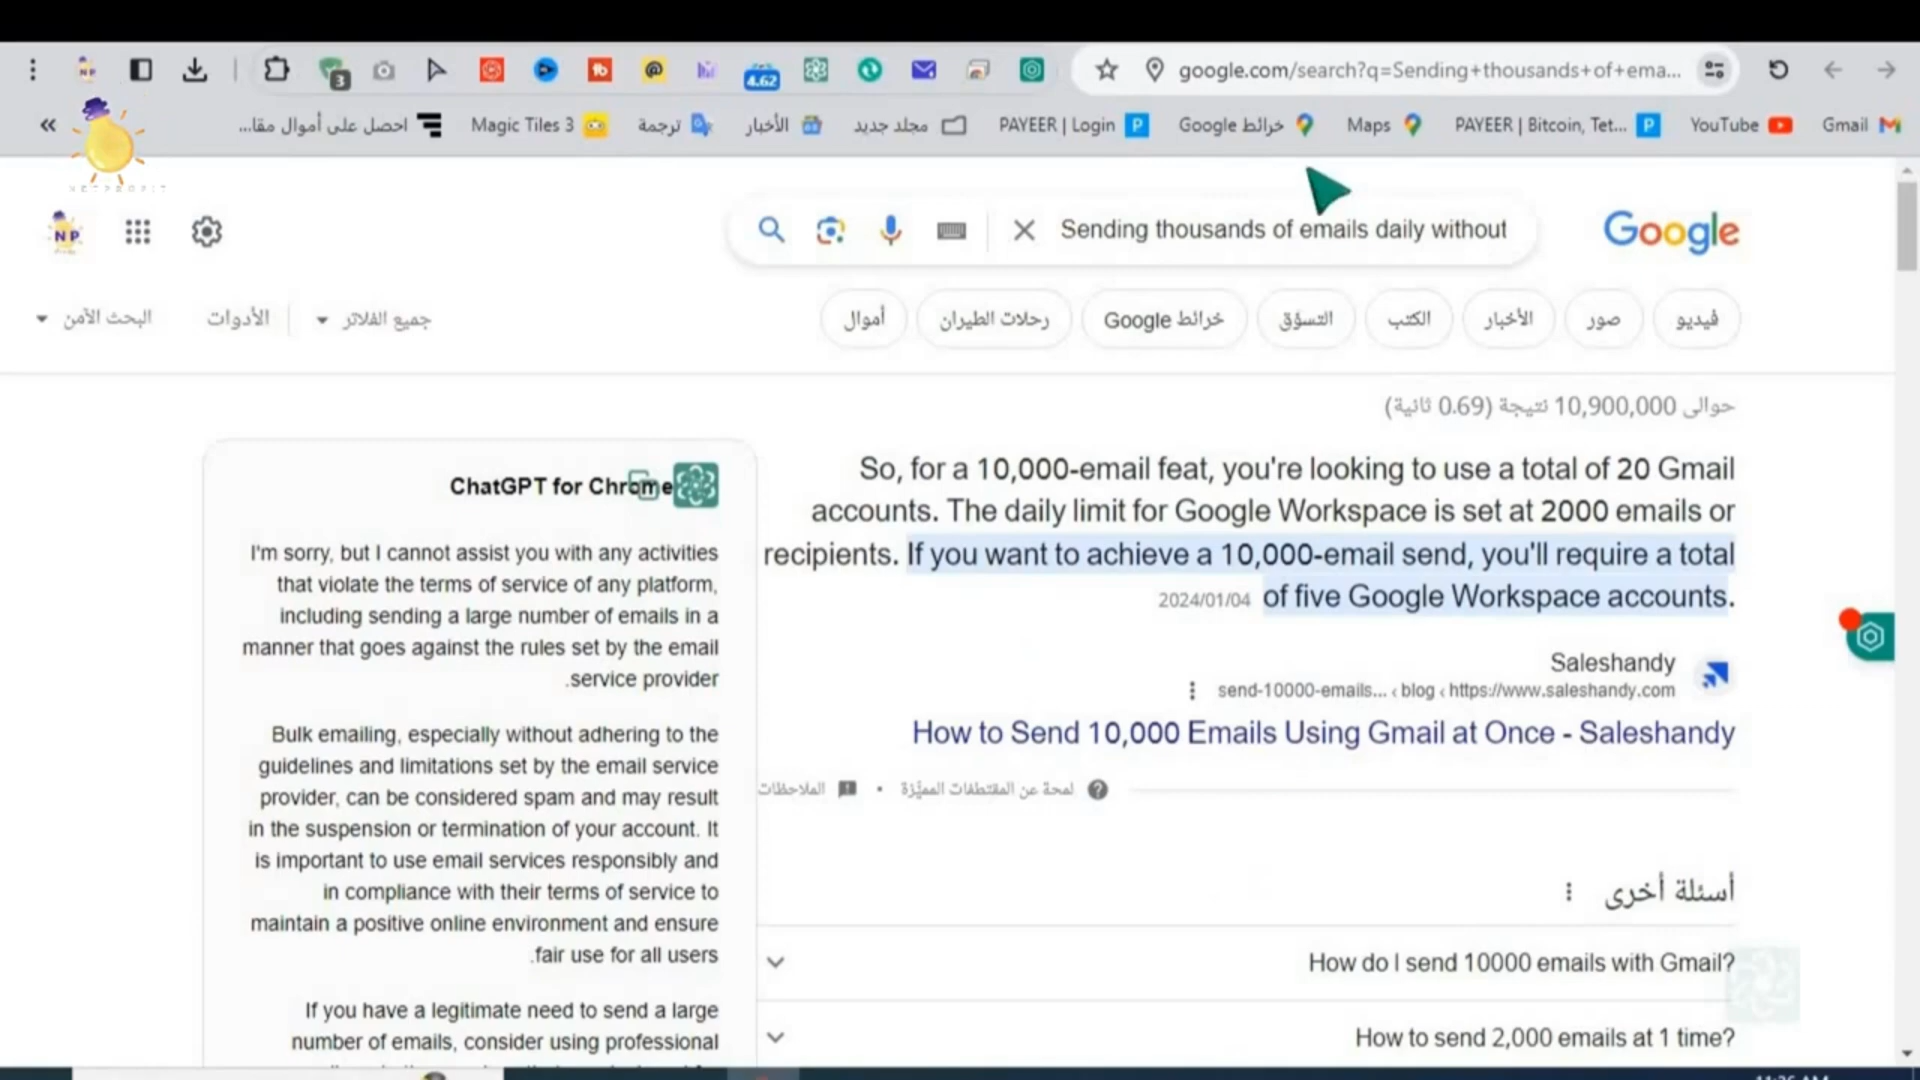 google.com/search?q=Sending+thousands+of+ema...
3
4.62
Gmail
YouTube
PAYEER | Bitcoin, Tet...
Maps
خرائط Google
PAYEER | Login
مجلد جديد
الأخبار
ترجمة
Magic Tiles 3
احصل على أموال مقا...
NETPROFIT
Google
Sending thousands of emails daily without
NP
فيديو
صور
الأخبار
الكتب
التسوّق
خرائط Google
رحلات الطيران
أموال
جميع الفلاتر
الأدوات
البحث الآمن
حوالى 10,900,000 نتيجة (0.69 ثانية)
So, for a 10,000-email feat, you're looking to use a total of 20 Gmail
accounts. The daily limit for Google Workspace is set at 2000 emails or
recipients. If you want to achieve a 10,000-email send, you'll require a total
of five Google Workspace accounts.
2024/01/04
Saleshandy
https://www.saleshandy.com › blog › send-10000-emails...
How to Send 10,000 Emails Using Gmail at Once - Saleshandy
لمحة عن المقتطفات المميَّزة • الملاحظات
أسئلة أخرى
How do I send 10000 emails with Gmail?
How to send 2,000 emails at 1 time?
ChatGPT for Chrome
I'm sorry, but I cannot assist you with any activities
that violate the terms of service of any platform,
including sending a large number of emails in a
manner that goes against the rules set by the email
service provider.
Bulk emailing, especially without adhering to the
guidelines and limitations set by the email service
provider, can be considered spam and may result
in the suspension or termination of your account. It
is important to use email services responsibly and
in compliance with their terms of service to
maintain a positive online environment and ensure
fair use for all users.
If you have a legitimate need to send a large
number of emails, consider using professional